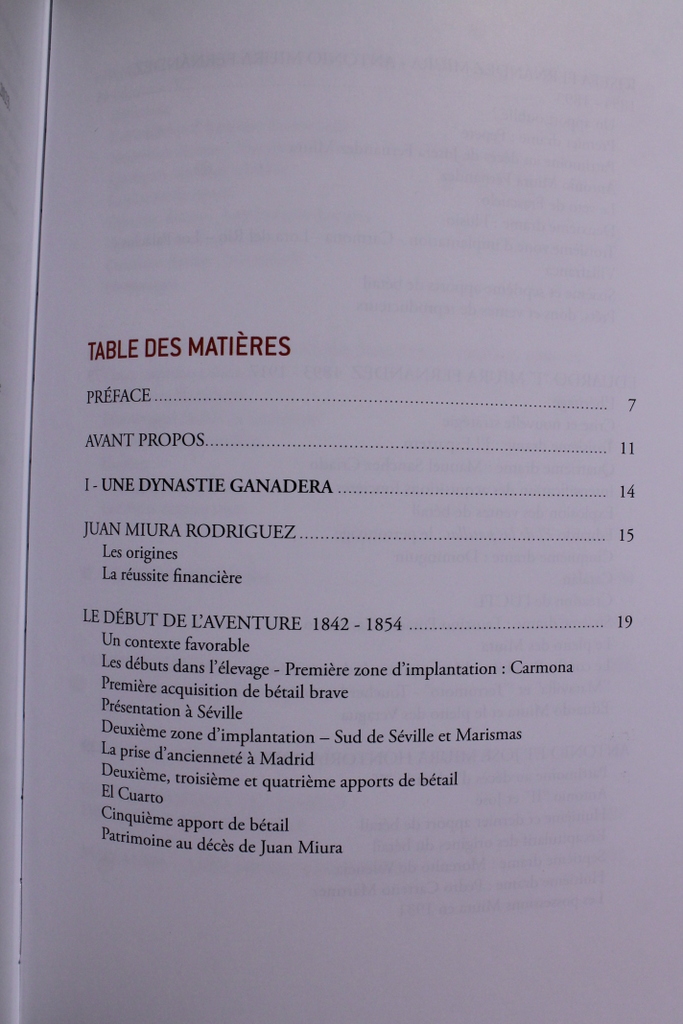 TABLE DES MATIÈRES
PRÉFACE ........................................ 7
AVANT PROPOS........................................ 11
I - UNE DYNASTIE GANADERA ........................................ 14
JUAN MIURA RODRIGUEZ ........................................ 15
Les origines
La réussite financière
LE DÉBUT DE L'AVENTURE 1842 - 1854 ........................................ 19
Un contexte favorable
Les débuts dans l'élevage - Première zone d'implantation : Carmona
Première acquisition de bétail brave
Présentation à Séville
Deuxième zone d'implantation – Sud de Séville et Marismas
La prise d'ancienneté à Madrid
Deuxième, troisième et quatrième apports de bétail
El Cuarto
Cinquième apport de bétail
Patrimoine au décès de Juan Miura